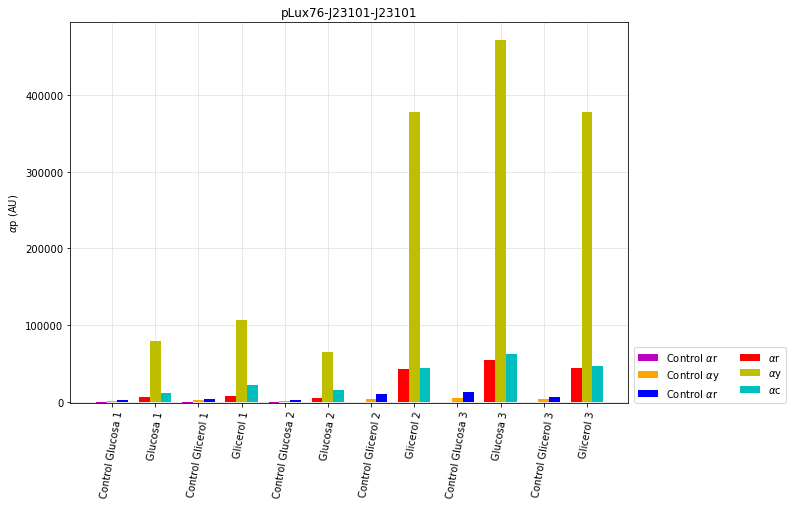 pLux76-J23101-J23101
αp (AU)
400000
300000
200000
100000
0
Control Glucosa 1
Glucosa 1
Control Glicerol 1
Glicerol 1
Control Glucosa 2
Glucosa 2
Control Glicerol 2
Glicerol 2
Control Glucosa 3
Glucosa 3
Control Glicerol 3
Glicerol 3
Control αr
Control αy
Control αr
αr
αy
αc